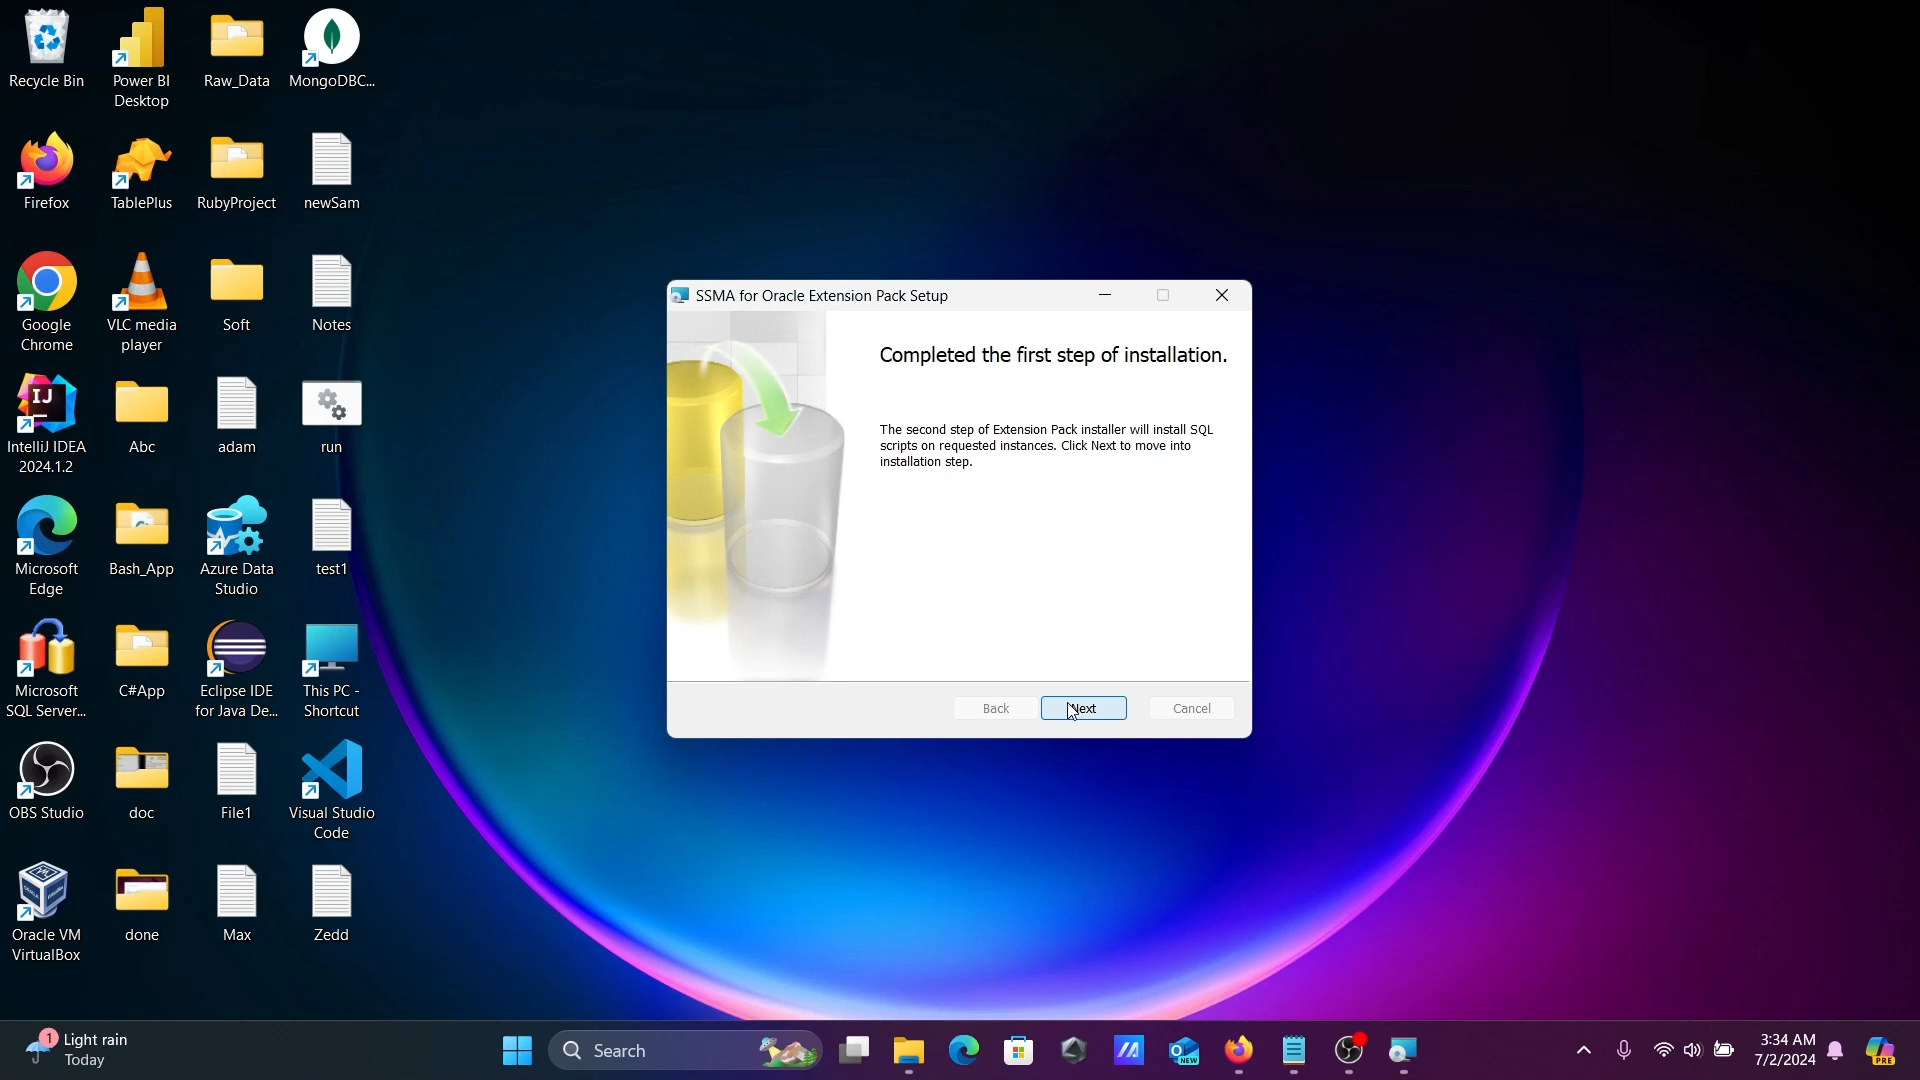 Recycle Bin
Power BI
Desktop
Raw_Data
MongoDBC...
Firefox
TablePlus
RubyProject
newSam
Google
Chrome
VLC media
player
Soft
Notes
IJ
IntelliJ IDEA
2024.1.2
Abc
adam
run
Microsoft
Edge
Bash_App
Azure Data
Studio
test1
Microsoft
SQL Server...
C#App
Eclipse IDE
for Java De...
This PC -
Shortcut
OBS Studio
doc
File1
Visual Studio
Code
Oracle VM
VirtualBox
done
Max
Zedd
SSMA for Oracle Extension Pack Setup
Completed the first step of installation.
The second step of Extension Pack installer will install SQL
scripts on requested instances. Click Next to move into
installation step.
Back
Next
Cancel
1
Light rain
Today
Search
NEW
3:34 AM
7/2/2024
PRE